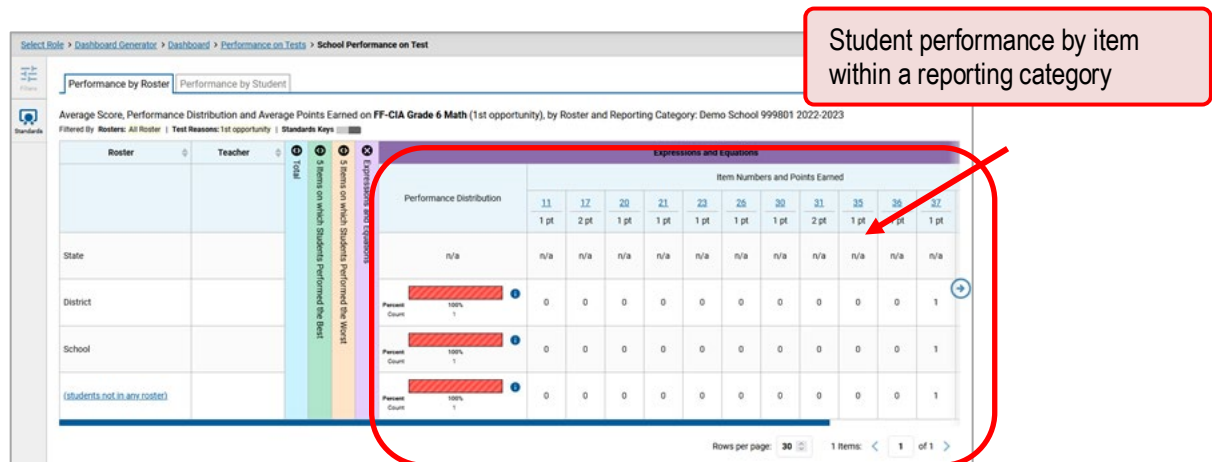 Student performance by item
within a reporting category
Select Role > Dashboard Generator > Dashboard > Performance on Tests > School Performance on Test
Filters
Standards
Performance by Roster Performance by Student
Average Score, Performance Distribution and Average Points Earned on FF-CIA Grade 6 Math (1st opportunity), by Roster and Reporting Category: Demo School 999801 2022-2023
Filtered By Rosters: All Roster | Test Reasons: 1st opportunity | Standards Keys
Roster Teacher Total 5 Items on which Students Performed the Best 5 Items on which Students Performed the Worst Expressions and Equations
Expressions and Equations
Performance Distribution
Item Numbers and Points Earned
11 17 20 21 23 26 30 31 35 36 37
1 pt 2 pt 1 pt 1 pt 1 pt 1 pt 1 pt 2 pt 1 pt 1 pt 1 pt
State n/a n/a n/a n/a n/a n/a n/a n/a n/a n/a n/a n/a
District 0 0 0 0 0 0 0 0 0 0 1
Percent 100%
Count 1
School 0 0 0 0 0 0 0 0 0 0 1
Percent 100%
Count 1
(students not in any roster) 0 0 0 0 0 0 0 0 0 0 1
Percent 100%
Count 1
Rows per page: 30 1 Items: < 1 of 1 >